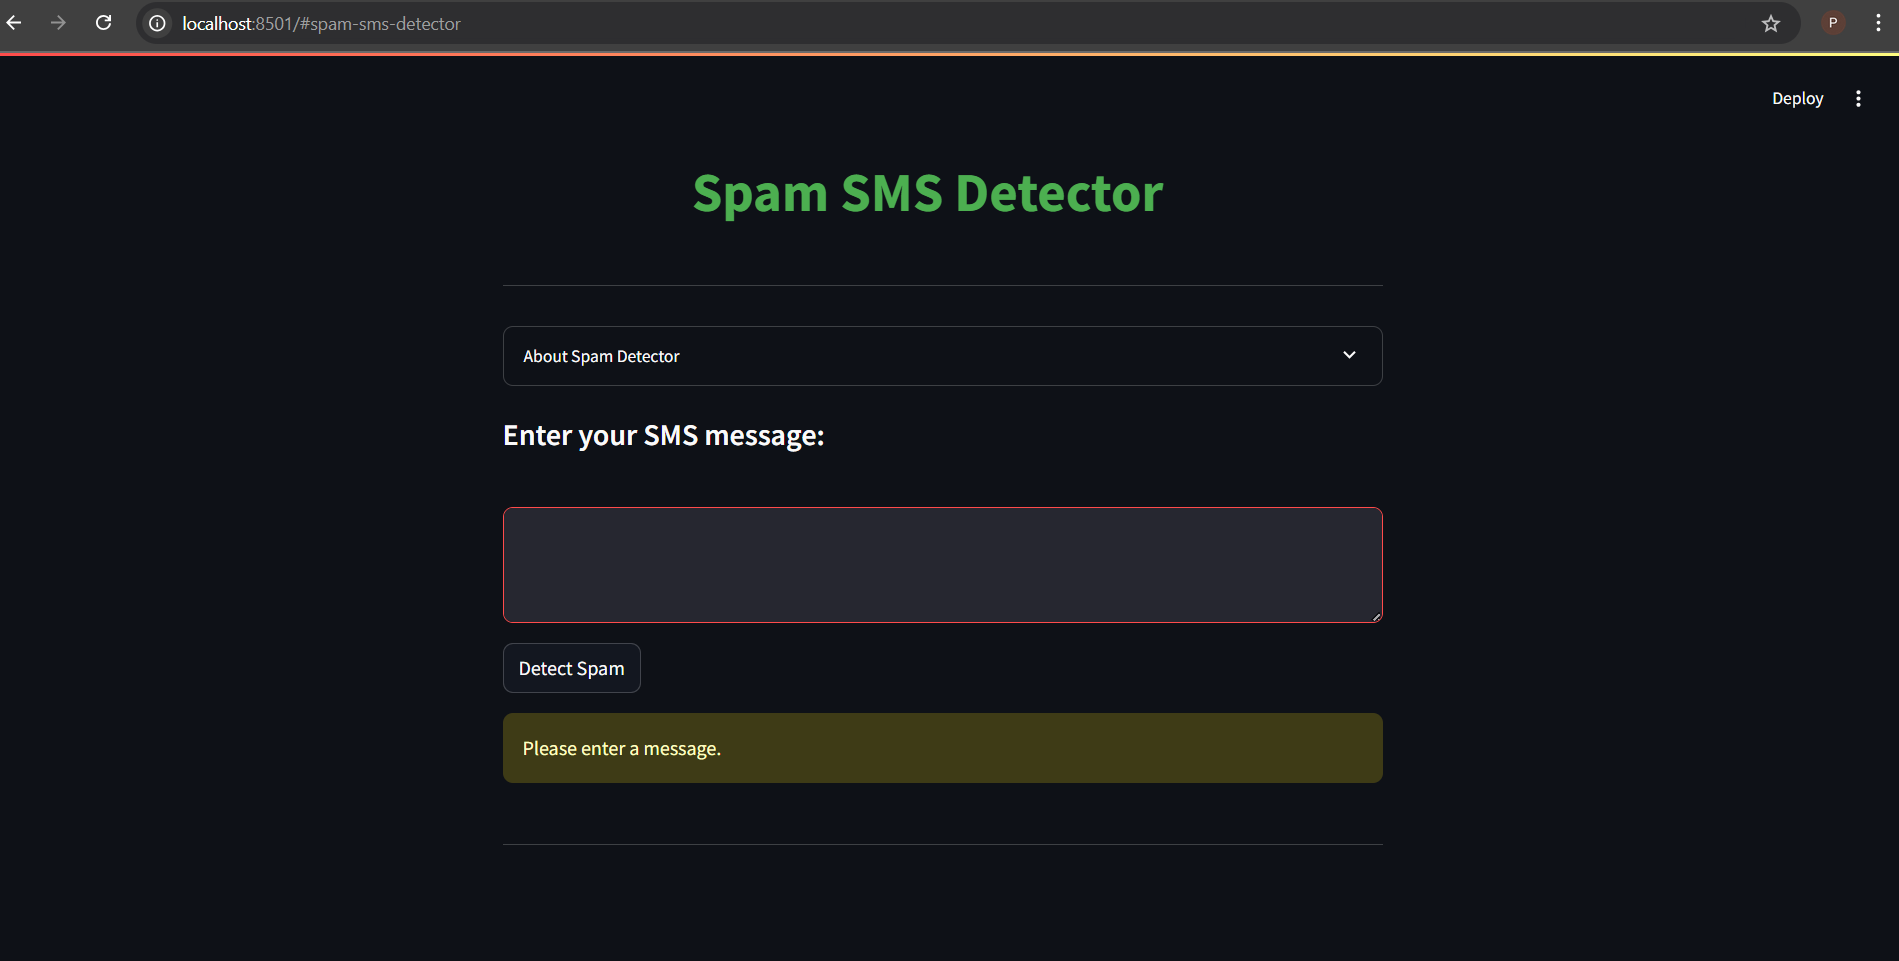 localhost:8501/#spam-sms-detector
P
Deploy
Spam SMS Detector
About Spam Detector
Enter your SMS message:
Detect Spam
Please enter a message.